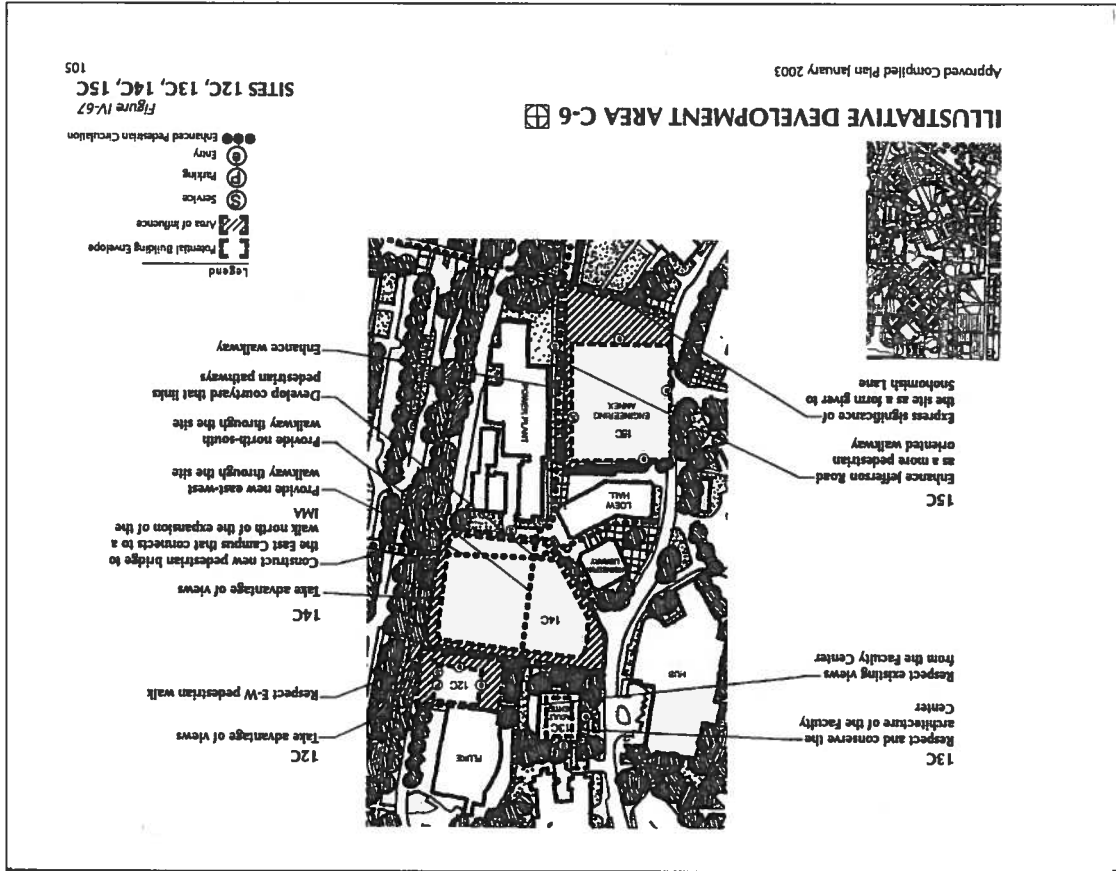 13C
Respect and conserve the
architecture of the Faculty
Center
Respect existing views
from the Faculty Center
15C
Enhance Jefferson Road
as a more pedestrian
oriented walkway
Express significance of
the site as a form giver to
Snohomish Lane
FLUKE
13C
12C
HUB
14C
LOEW
HALL
15C
ENGINEERING
ANNEX
POWER PLANT
12C
Take advantage of views
Respect E-W pedestrian walk
14C
Take advantage of views
Construct new pedestrian bridge to
the East Campus that connects to a
walk north of the expansion of the
IMA
Provide new east-west
walkway through the site
Provide north-south
walkway through the site
Develop courtyard that links
pedestrian pathways
Enhance walkway
Legend
Potential Building Envelope
Area of Influence
S Service
P Parking
e Entry
Enhanced Pedestrian Circulation
ILLUSTRATIVE DEVELOPMENT AREA C-6
Figure IV-67
SITES 12C, 13C, 14C, 15C
Approved Compiled Plan January 2003
105